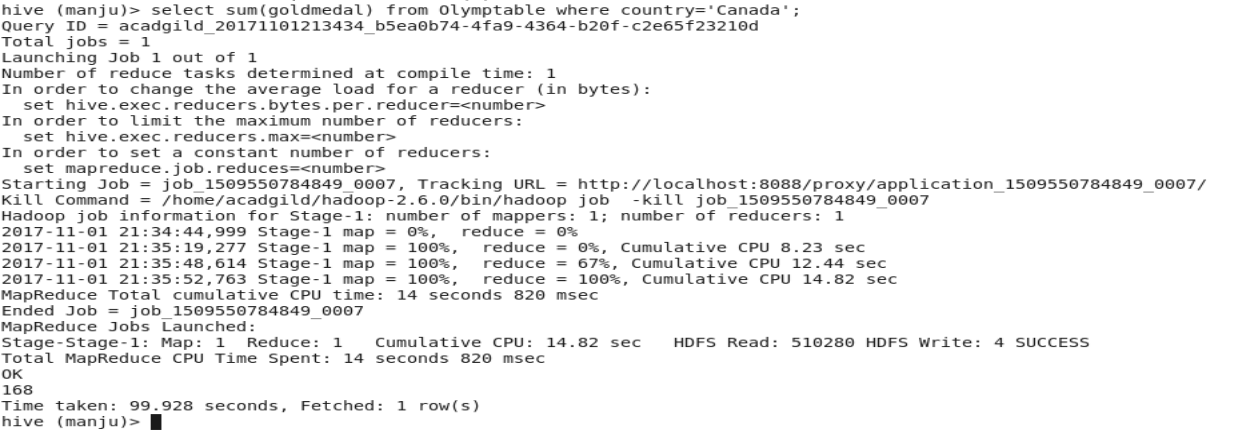 hive (manju)> select sum(goldmedal) from Olymptable where country='Canada';
Query ID = acadgild_20171101213434_b5ea0b74-4fa9-4364-b20f-c2e65f23210d
Total jobs = 1
Launching Job 1 out of 1
Number of reduce tasks determined at compile time: 1
In order to change the average load for a reducer (in bytes):
  set hive.exec.reducers.bytes.per.reducer=<number>
In order to limit the maximum number of reducers:
  set hive.exec.reducers.max=<number>
In order to set a constant number of reducers:
  set mapreduce.job.reduces=<number>
Starting Job = job_1509550784849_0007, Tracking URL = http://localhost:8088/proxy/application_1509550784849_0007/
Kill Command = /home/acadgild/hadoop-2.6.0/bin/hadoop job  -kill job_1509550784849_0007
Hadoop job information for Stage-1: number of mappers: 1; number of reducers: 1
2017-11-01 21:34:44,999 Stage-1 map = 0%,  reduce = 0%
2017-11-01 21:35:19,277 Stage-1 map = 100%,  reduce = 0%, Cumulative CPU 8.23 sec
2017-11-01 21:35:48,614 Stage-1 map = 100%,  reduce = 67%, Cumulative CPU 12.44 sec
2017-11-01 21:35:52,763 Stage-1 map = 100%,  reduce = 100%, Cumulative CPU 14.82 sec
MapReduce Total cumulative CPU time: 14 seconds 820 msec
Ended Job = job_1509550784849_0007
MapReduce Jobs Launched:
Stage-Stage-1: Map: 1  Reduce: 1   Cumulative CPU: 14.82 sec   HDFS Read: 510280 HDFS Write: 4 SUCCESS
Total MapReduce CPU Time Spent: 14 seconds 820 msec
OK
168
Time taken: 99.928 seconds, Fetched: 1 row(s)
hive (manju)>